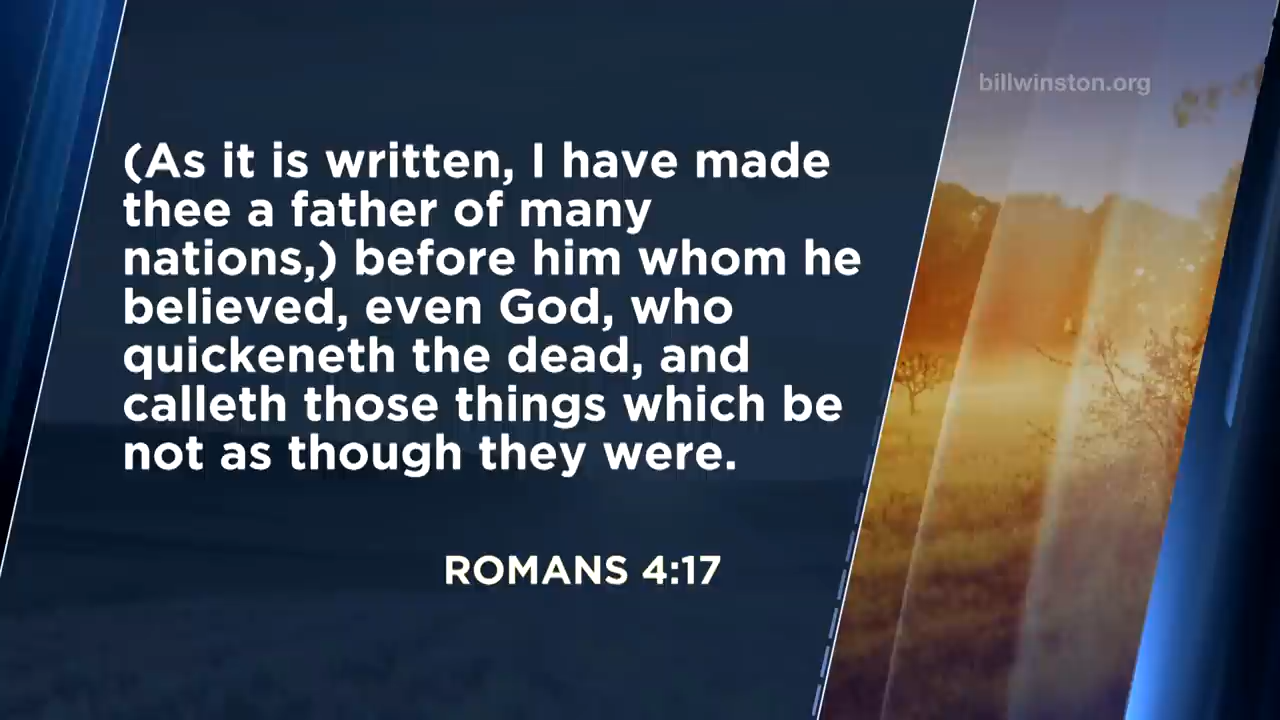 billwinston.org
(As it is written, I have made
thee a father of many
nations,) before him whom he
believed, even God, who
quickeneth the dead, and
calleth those things which be
not as though they were.
ROMANS 4:17